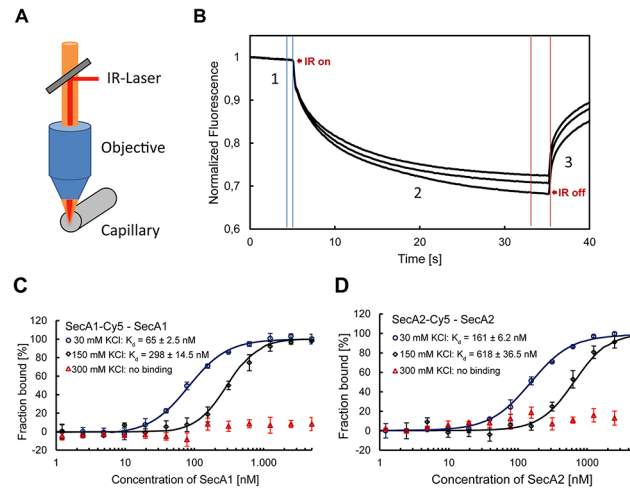 A
IR-Laser
Objective
Capillary
B
Normalized Fluorescence
1
0,9
0,8
0,7
0,6
0
10
20
30
40
Time [s]
IR on
1
2
3
IR off
C
SecA1-Cy5 - SecA1
30 mM KCl: Kd = 65 ± 2.5 nM
150 mM KCl: Kd = 298 ± 14.5 nM
300 mM KCl: no binding
Fraction bound [%]
120
100
80
60
40
20
0
-20
1
10
100
1.000
Concentration of SecA1 [nM]
D
SecA2-Cy5 - SecA2
30 mM KCl: Kd = 161 ± 6.2 nM
150 mM KCl: Kd = 618 ± 36.5 nM
300 mM KCl: no binding
Fraction bound [%]
120
100
80
60
40
20
0
-20
1
10
100
1.000
Concentration of SecA2 [nM]